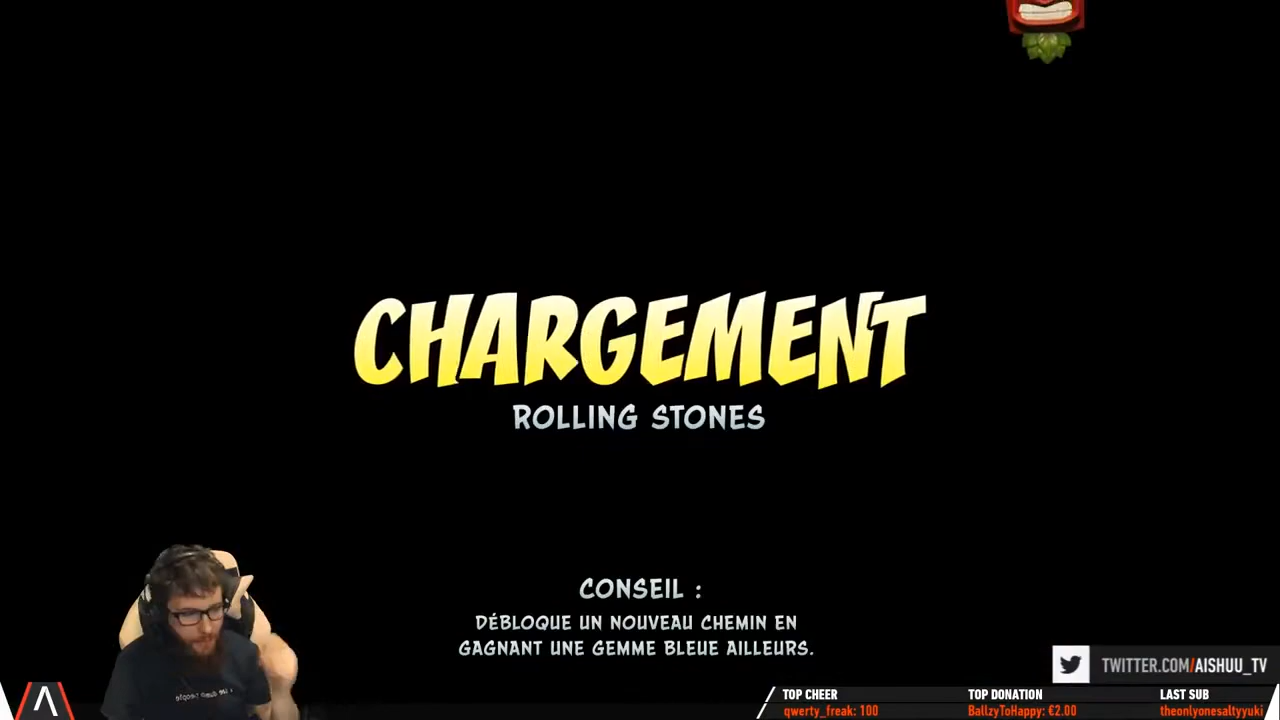 CHARGEMENT
ROLLING STONES
CONSEIL :
DÉBLOQUE UN NOUVEAU CHEMIN EN
GAGNANT UNE GEMME BLEUE AILLEURS.
TWITTER.COM/AISHUU_TV
TOP CHEER
qwerty_freak: 100
TOP DONATION
BallzyToHappy: €2.00
LAST SUB
theonlyonesaltyyuki